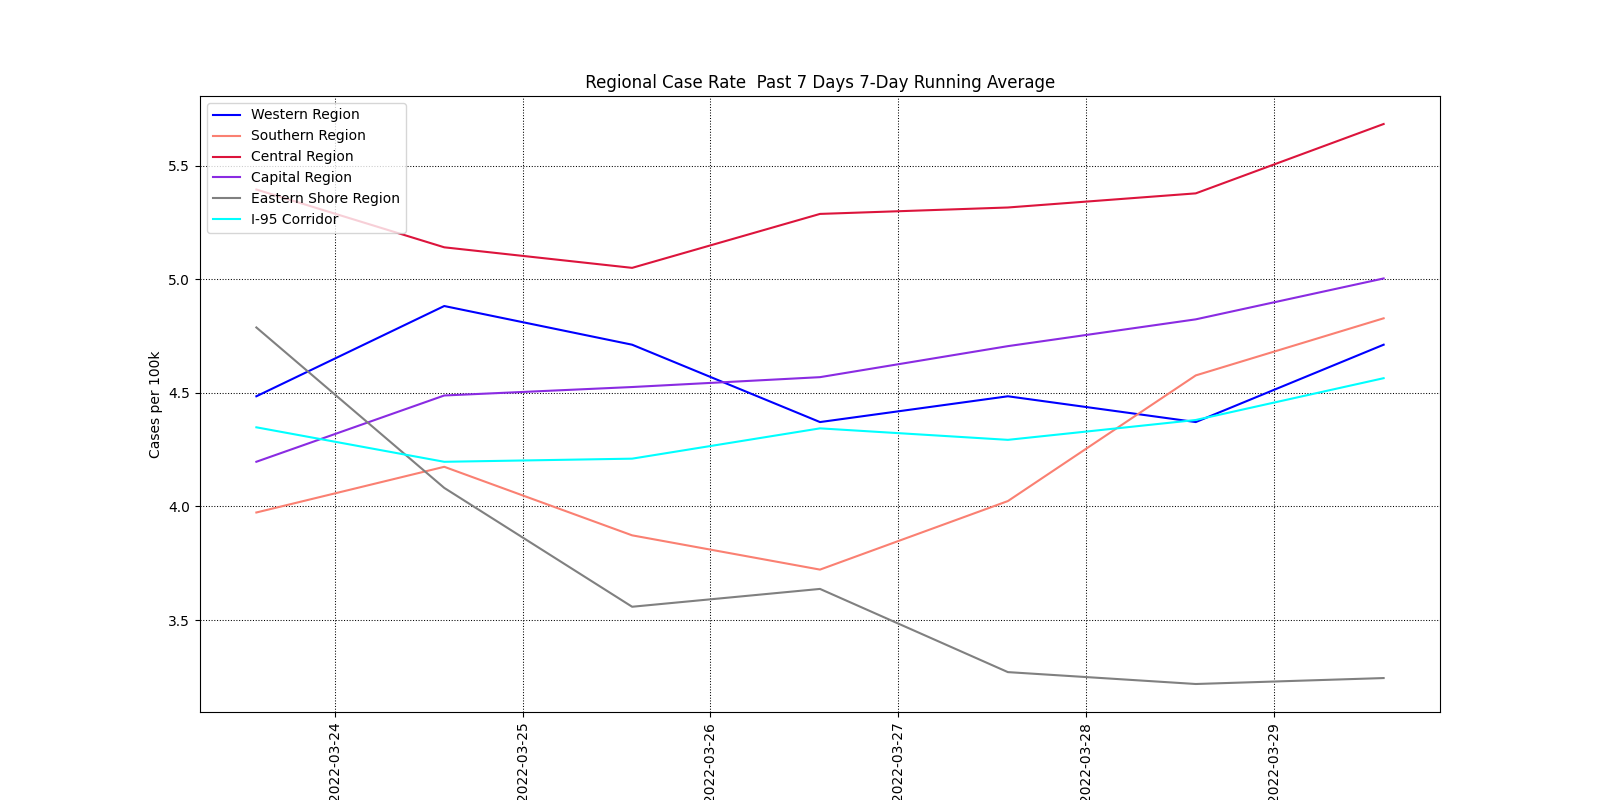 Regional Case Rate  Past 7 Days 7-Day Running Average
Western Region
Southern Region
Central Region
Capital Region
Eastern Shore Region
I-95 Corridor
Cases per 100k
5.5
5.0
4.5
4.0
3.5
2022-03-24
2022-03-25
2022-03-26
2022-03-27
2022-03-28
2022-03-29